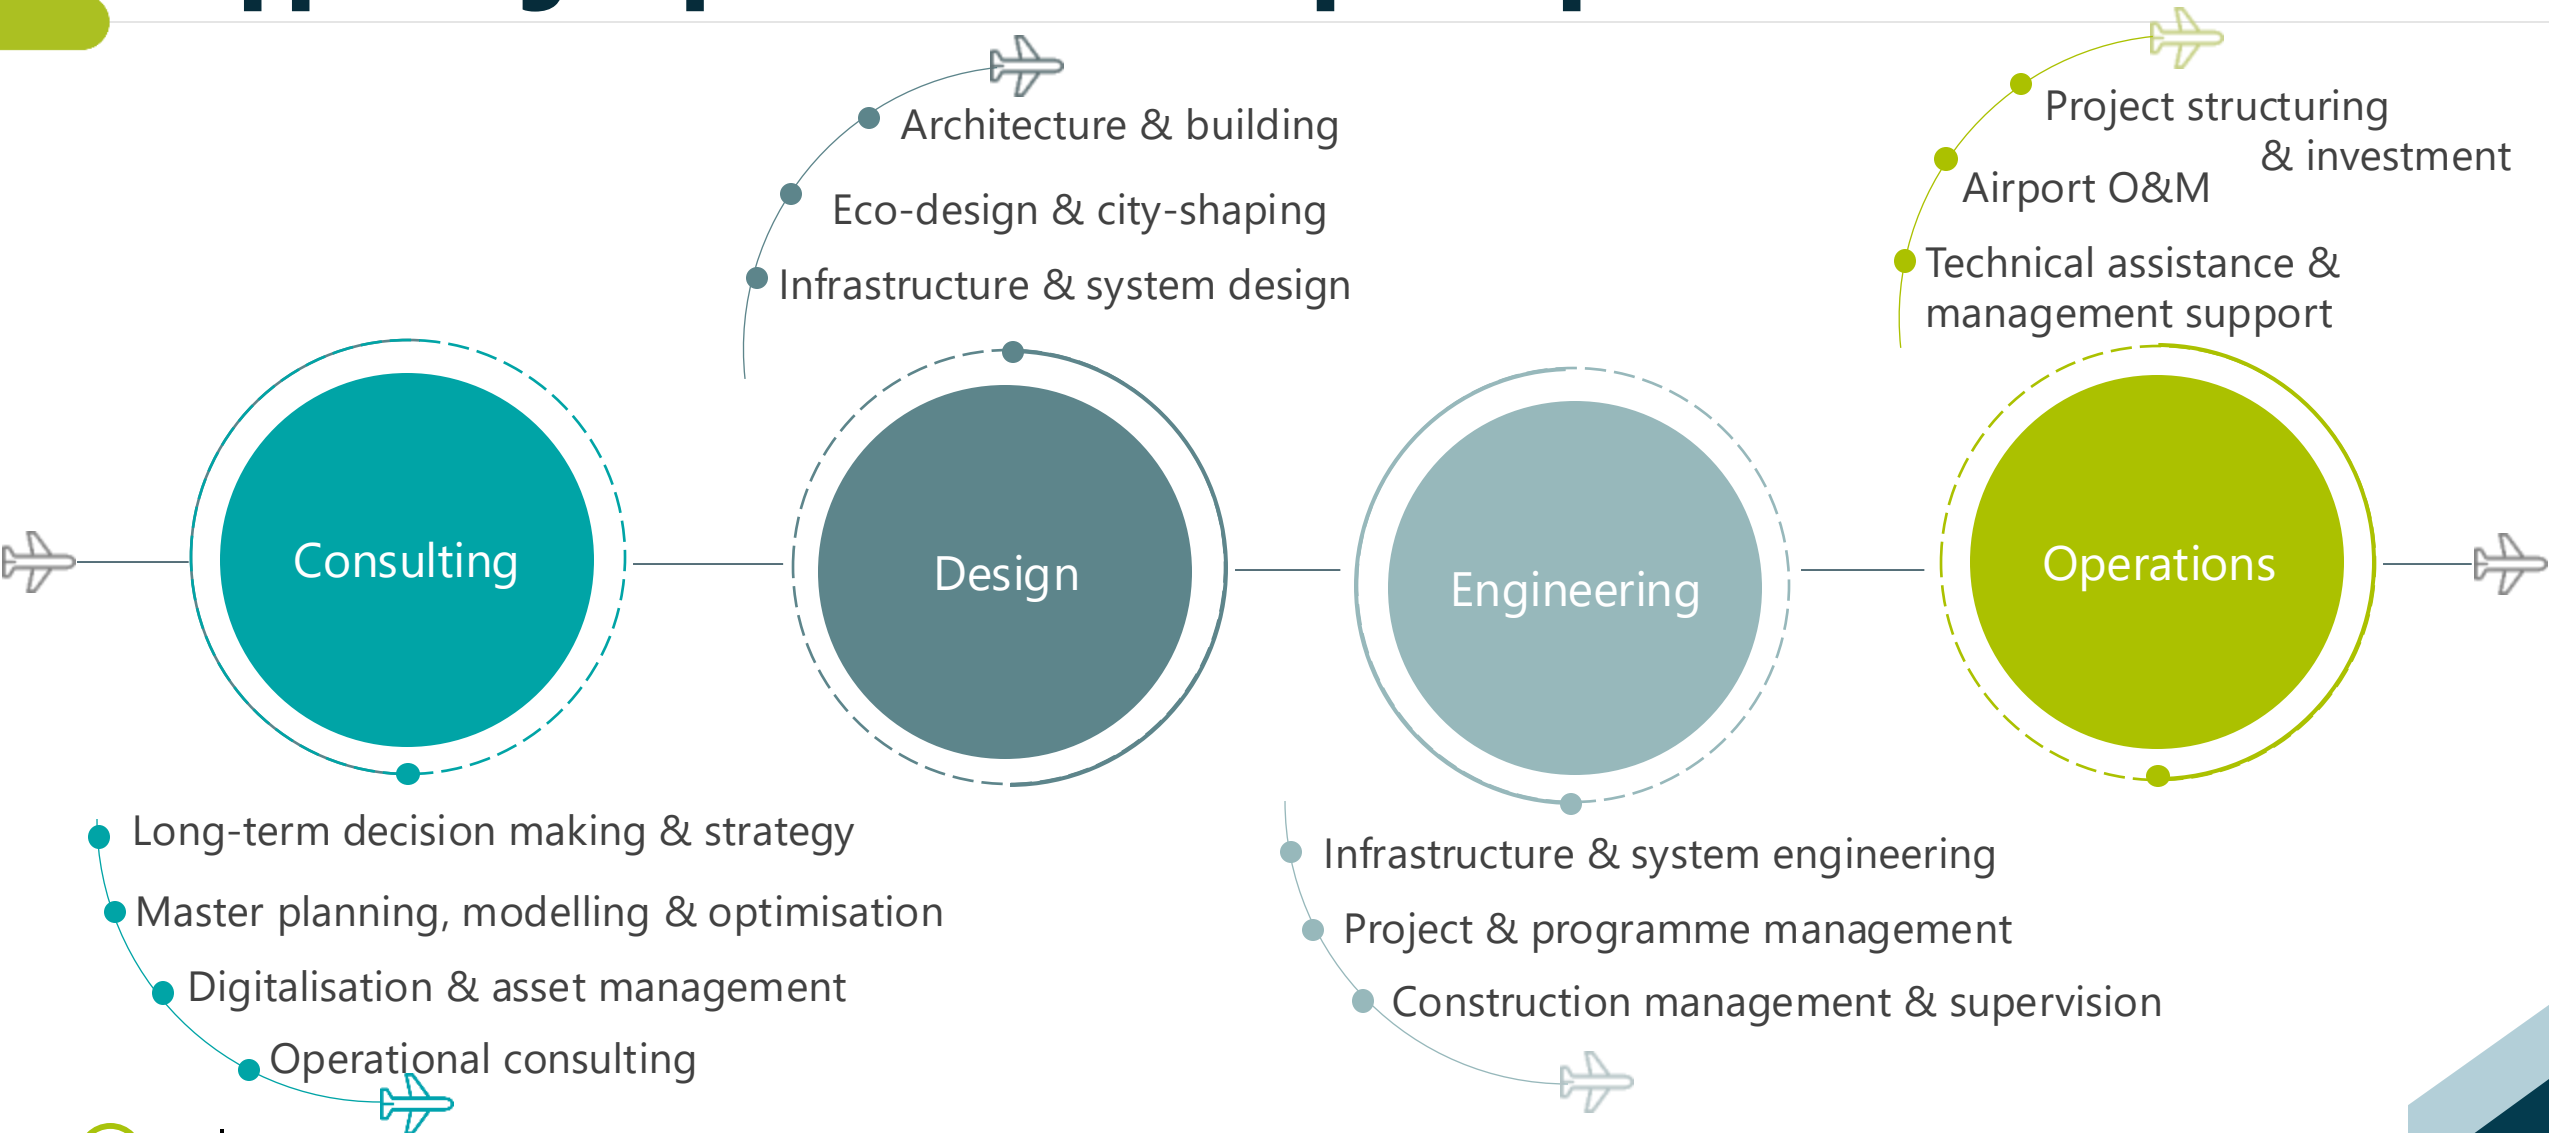 Architecture & building
Eco-design & city-shaping
Infrastructure & system design
Project structuring
& investment
Airport O&M
Technical assistance &
management support
Consulting
Design
Engineering
Operations
Long-term decision making & strategy
Master planning, modelling & optimisation
Digitalisation & asset management
Operational consulting
Infrastructure & system engineering
Project & programme management
Construction management & supervision